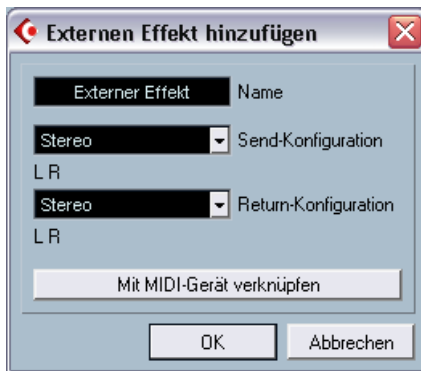 Externen Effekt hinzufügen
Externer Effekt Name
Stereo Send-Konfiguration
L R
Stereo Return-Konfiguration
L R
Mit MIDI-Gerät verknüpfen
OK Abbrechen